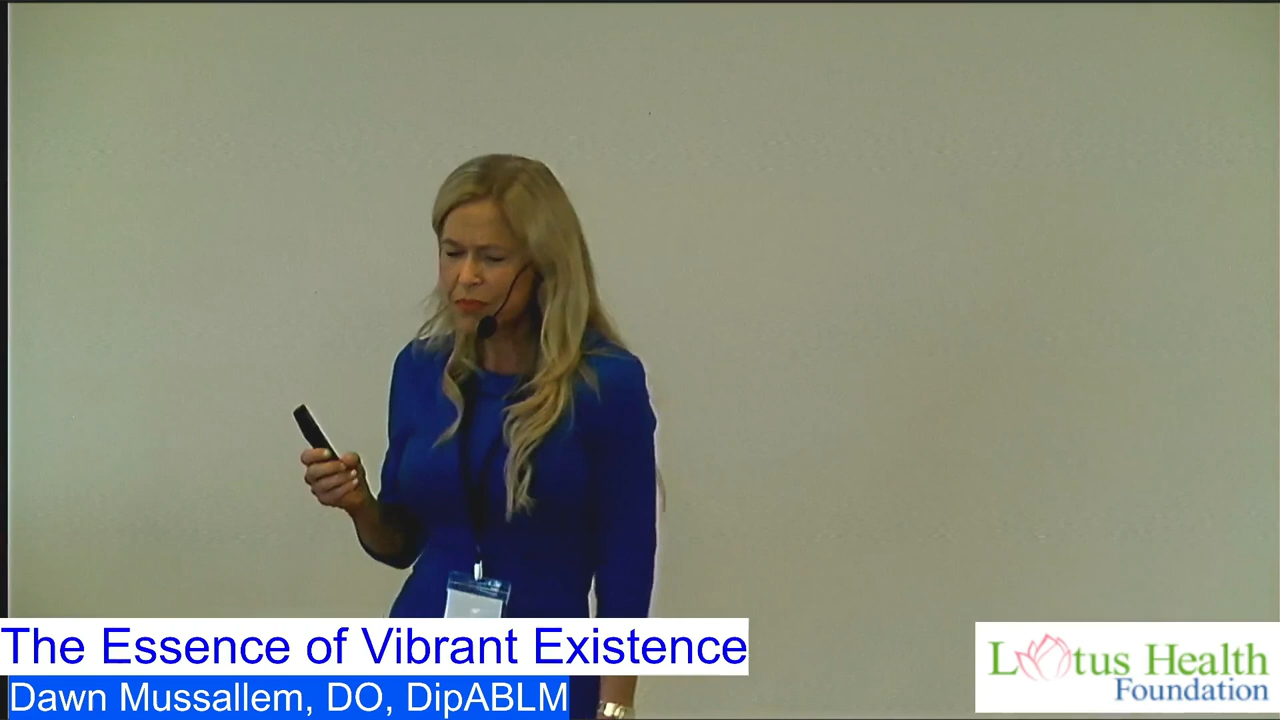 The Essence of Vibrant Existence
Dawn Mussallem, DO, DipABLM
Lotus Health
Foundation